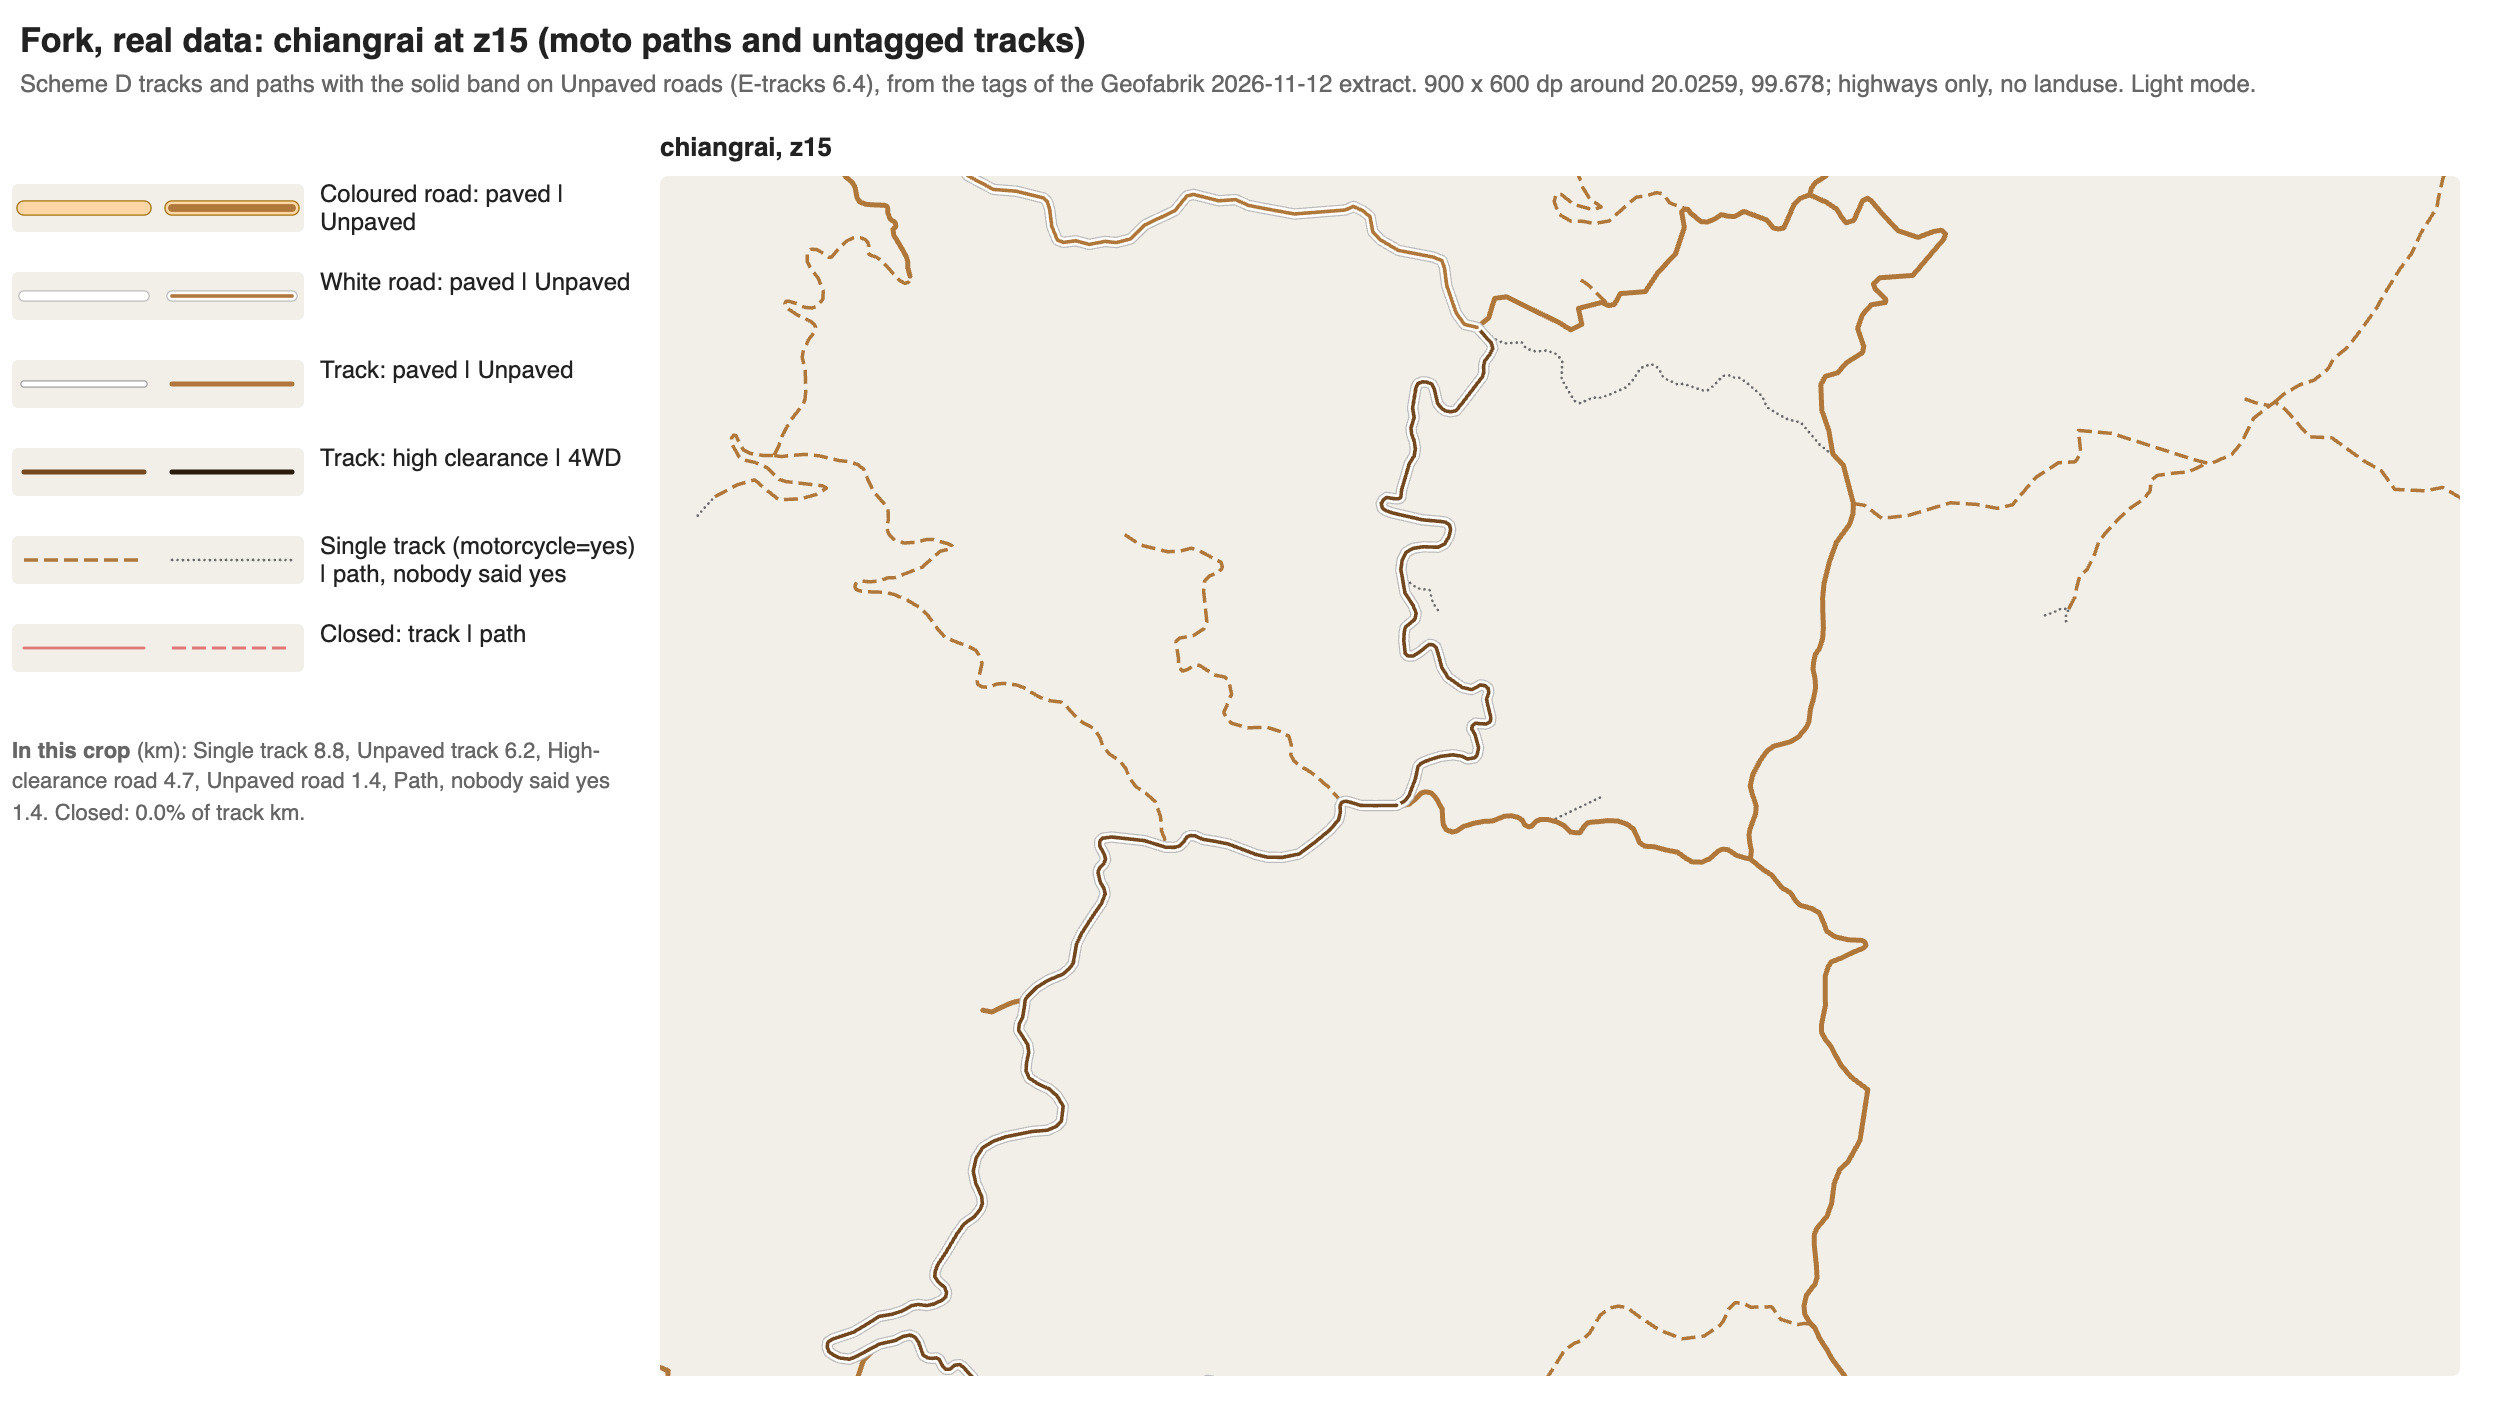 Fork, real data: chiangrai at z15 (moto paths and untagged tracks)
Scheme D tracks and paths with the solid band on Unpaved roads (E-tracks 6.4), from the tags of the Geofabrik 2026-11-12 extract. 900 x 600 dp around 20.0259, 99.678; highways only, no landuse. Light mode.
chiangrai, z15
Coloured road: paved |
Unpaved
White road: paved | Unpaved
Track: paved | Unpaved
Track: high clearance | 4WD
Single track (motorcycle=yes)
| path, nobody said yes
Closed: track | path
In this crop (km): Single track 8.8, Unpaved track 6.2, High-
clearance road 4.7, Unpaved road 1.4, Path, nobody said yes
1.4. Closed: 0.0% of track km.